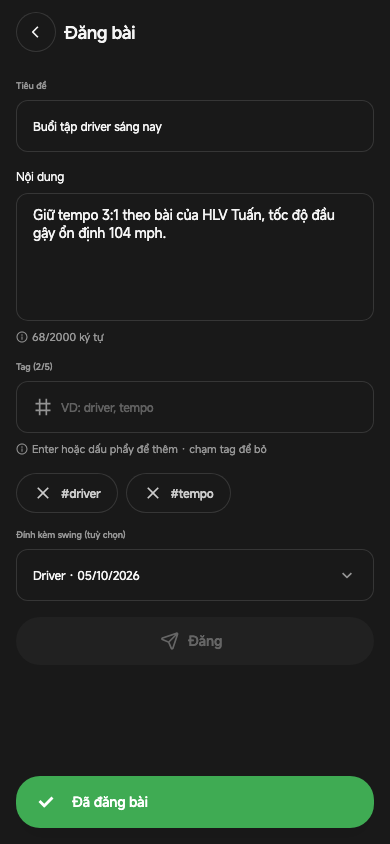 Đăng bài
Tiêu đề
Buổi tập driver sáng nay
Nội dung
Giữ tempo 3:1 theo bài của HLV Tuấn, tốc độ đầu
gậy ổn định 104 mph.
68/2000 ký tự
Tag (2/5)
VD: driver, tempo
Enter hoặc dấu phẩy để thêm · chạm tag để bỏ
#driver
#tempo
Đính kèm swing (tuỳ chọn)
Driver · 05/10/2026
Đăng
Đã đăng bài